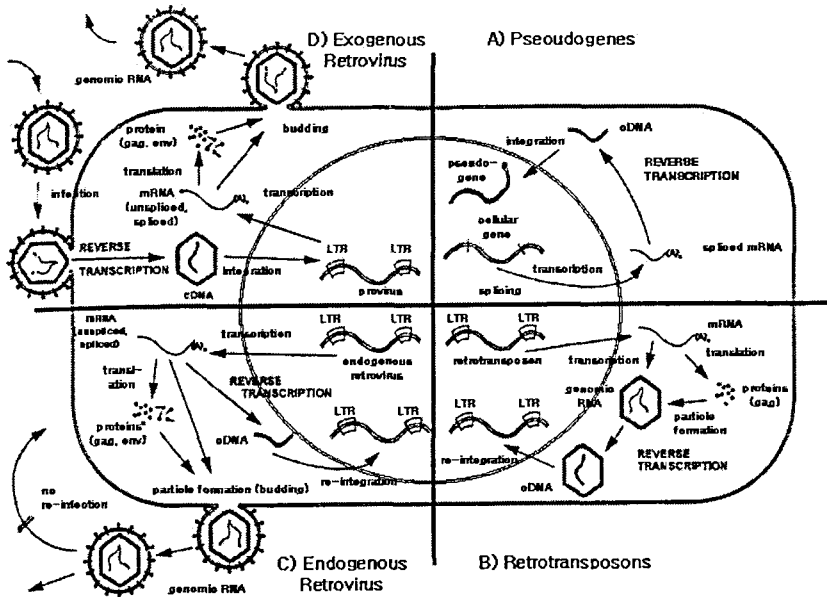 D) Exogenous
Retrovirus
genomic RNA
protein
(gag, env)
budding
translation
transcription
mRNA
(unspliced,
spliced)
infection
REVERSE
TRANSCRIPTION
cDNA
integration
LTR LTR
provirus
A) Pseudogenes
integration
cDNA
pseudo-
gene
REVERSE
TRANSCRIPTION
cellular
gene
(A)n
spliced mRNA
transcription
splicing
mRNA
(unspliced,
spliced)
transcription
LTR LTR
endogenous
retrovirus
transl-
ation
REVERSE
TRANSCRIPTION
proteins
(gag, env)
cDNA
LTR LTR
re-integration
particle formation (budding)
no
re-infection
genomic RNA
C) Endogenous
Retrovirus
LTR LTR
retrotransposon
mRNA
(A)n
translation
transcription
genomic
RNA
proteins
(gag)
particle
formation
LTR LTR
REVERSE
TRANSCRIPTION
re-integration
cDNA
B) Retrotransposons